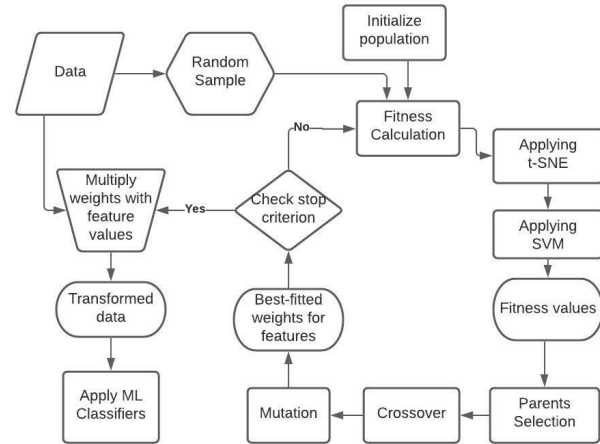 Initialize
population
Data
Random
Sample
Fitness
Calculation
No
Applying
t-SNE
Multiply
weights with
feature
values
Yes
Check stop
criterion
Applying
SVM
Transformed
data
Best-fitted
weights for
features
Fitness values
Apply ML
Classifiers
Mutation
Crossover
Parents
Selection